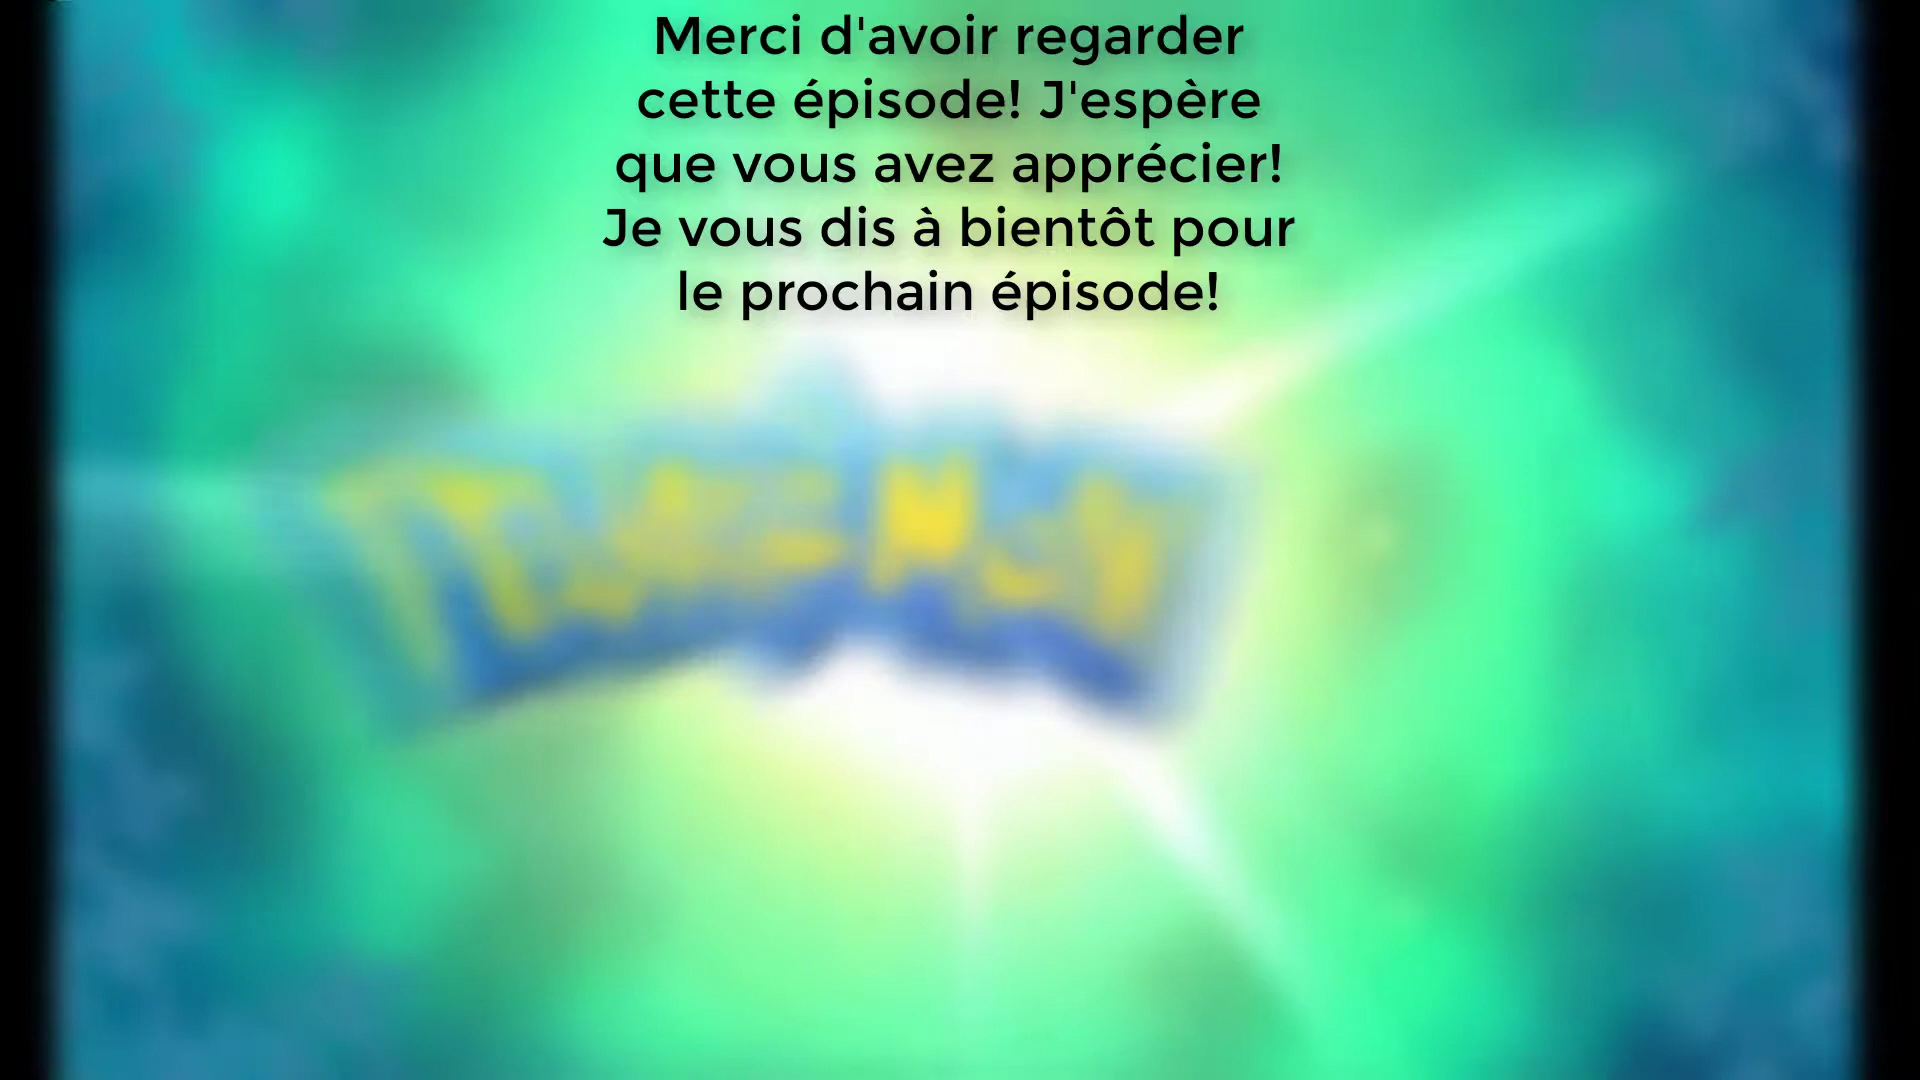 Merci d'avoir regarder
cette épisode! J'espère
que vous avez apprécier!
Je vous dis à bientôt pour
le prochain épisode!